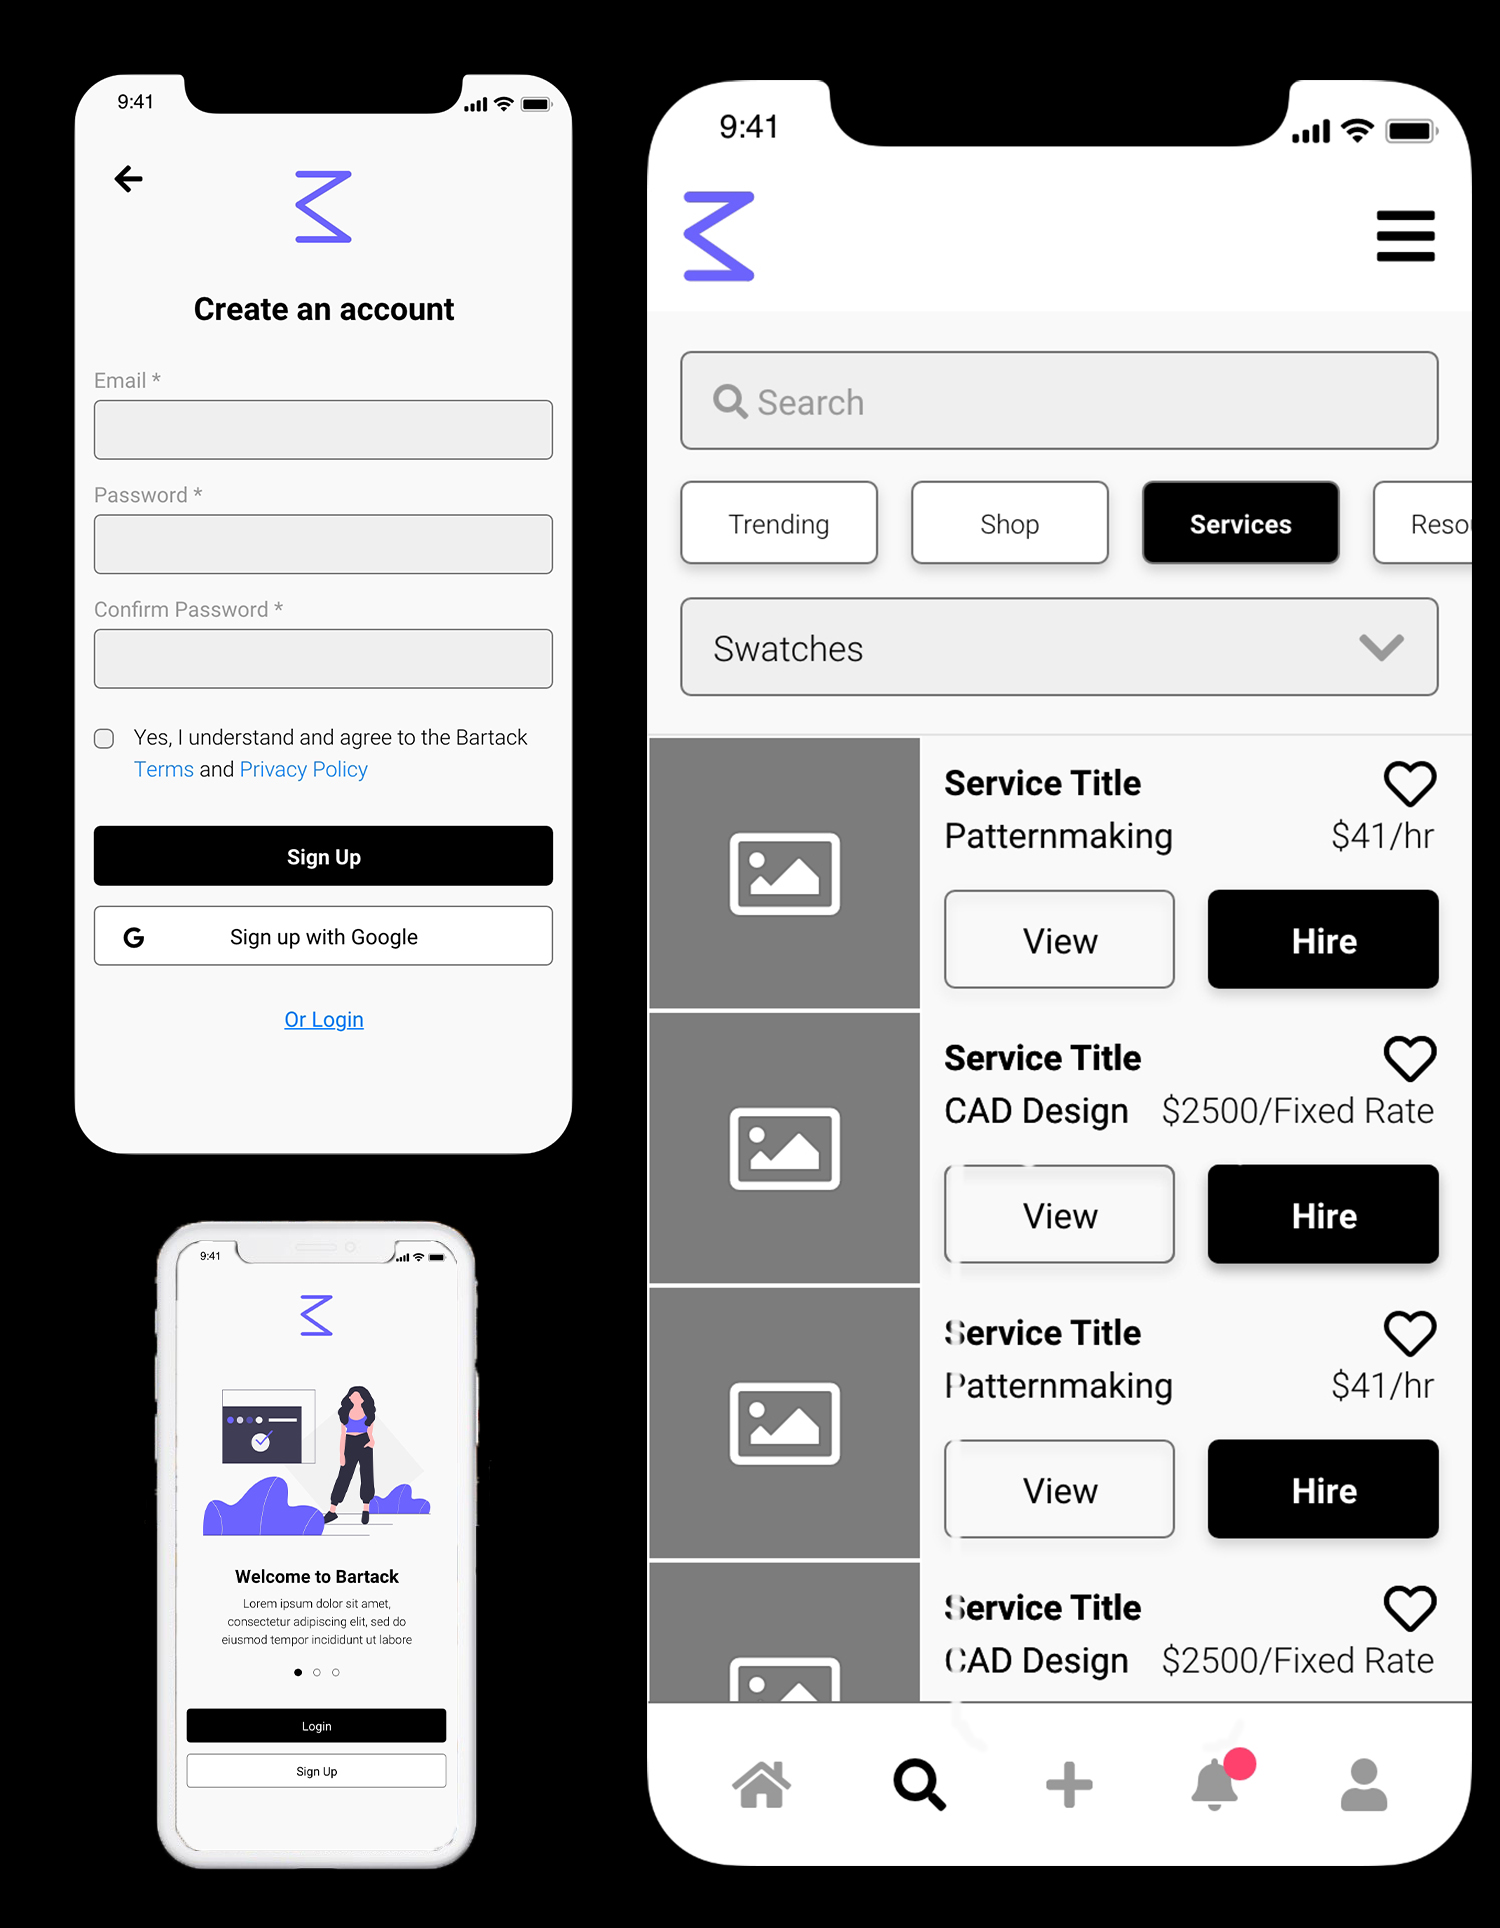 9:41
Create an account
Email *
Password *
Confirm Password *
Yes, I understand and agree to the Bartack
Terms and Privacy Policy
Sign Up
G Sign up with Google
Or Login
9:41
Welcome to Bartack
Lorem ipsum dolor sit amet,
consectetur adipiscing elit, sed do
eiusmod tempor incididunt ut labore
Login
Sign Up
9:41
Search
Trending Shop Services Resou
Swatches
Service Title
Patternmaking $41/hr
View Hire
Service Title
CAD Design $2500/Fixed Rate
View Hire
Service Title
Patternmaking $41/hr
View Hire
Service Title
CAD Design $2500/Fixed Rate